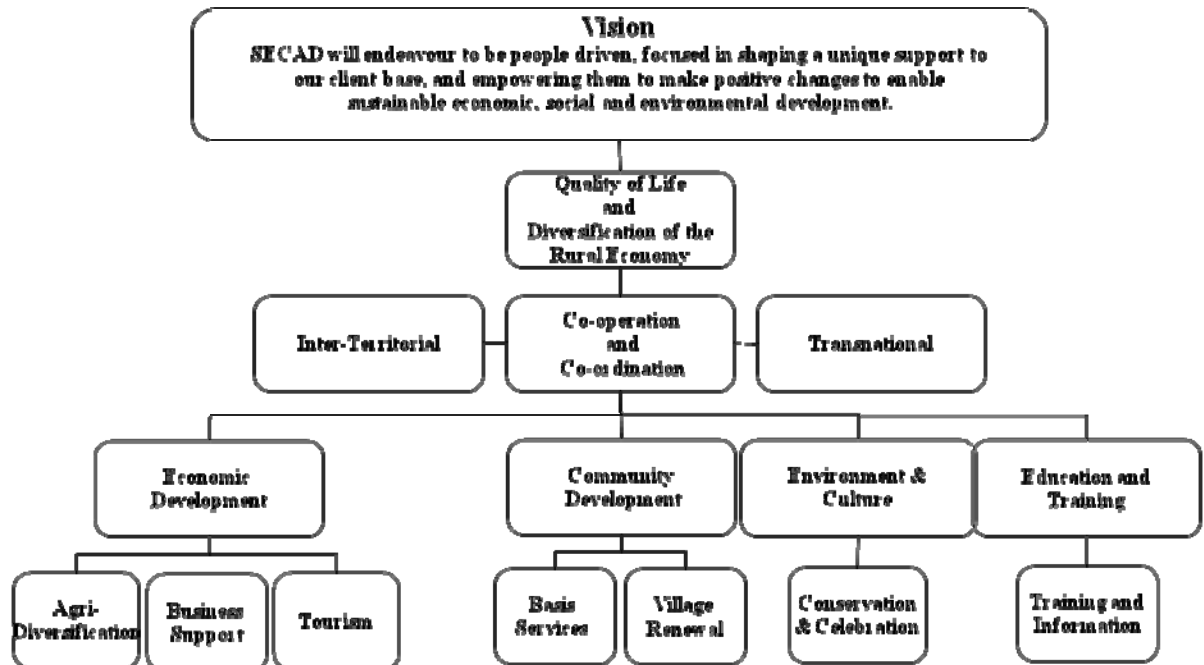 Vision
SECAD will endeavour to be people driven, focused in shaping a unique support to
our client base, and empowering them to make positive changes to enable
sustainable economic, social and environmental development.
Quality of Life
and
Diversification of the
Rural Economy
Inter-Territorial
Co-operation
and
Co-ordination
Transnational
Economic
Development
Community
Development
Environment &
Culture
Education and
Training
Agri-
Diversification
Business
Support
Tourism
Basis
Services
Village
Renewal
Conservation
& Celebration
Training and
Information